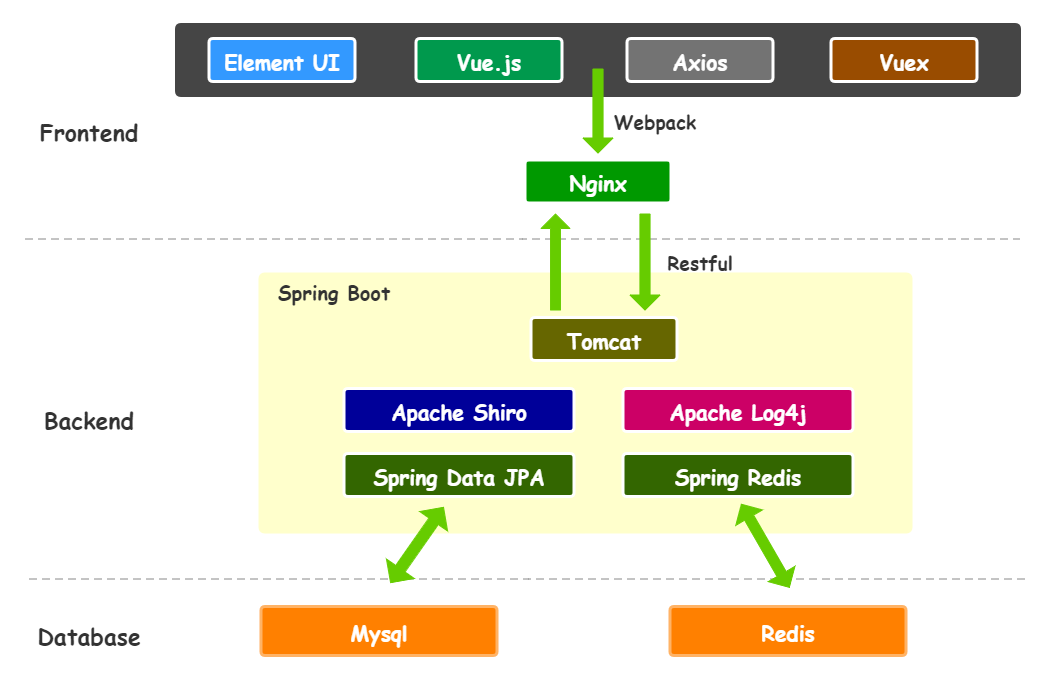 Element UI
Vue.js
Axios
Vuex
Webpack
Frontend
Nginx
Restful
Spring Boot
Tomcat
Apache Shiro
Apache Log4j
Backend
Spring Data JPA
Spring Redis
Mysql
Redis
Database